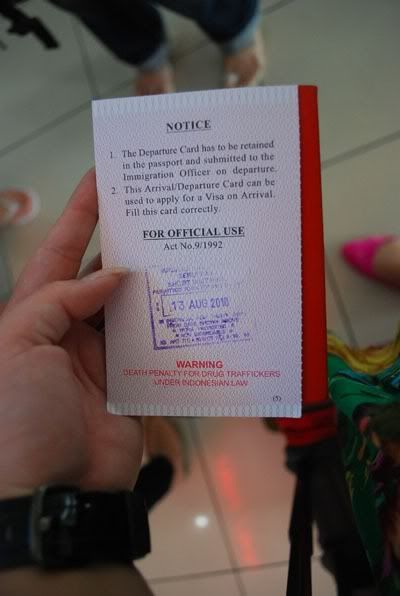 NOTICE
1. The Departure Card has to be retained
in the passport and submitted to the
Immigration Officer on departure.
2. This Arrival/Departure Card can be
used to apply for a Visa on Arrival.
Fill this card correctly.
FOR OFFICIAL USE
Act No.9/1992
13 AUG 2010
WARNING
DEATH PENALTY FOR DRUG TRAFFICKERS
UNDER INDONESIAN LAW
(5)